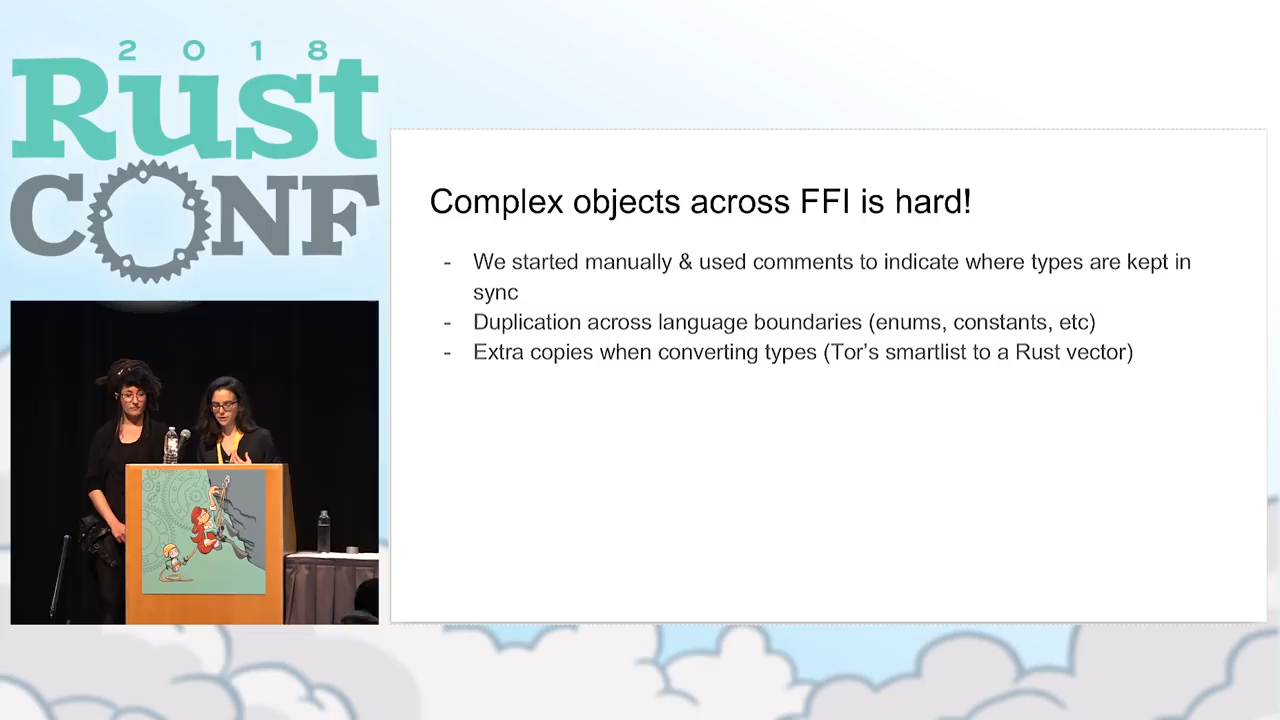 2018
Rust
CONF
Complex objects across FFI is hard!
- We started manually & used comments to indicate where types are kept in
sync
- Duplication across language boundaries (enums, constants, etc)
- Extra copies when converting types (Tor's smartlist to a Rust vector)